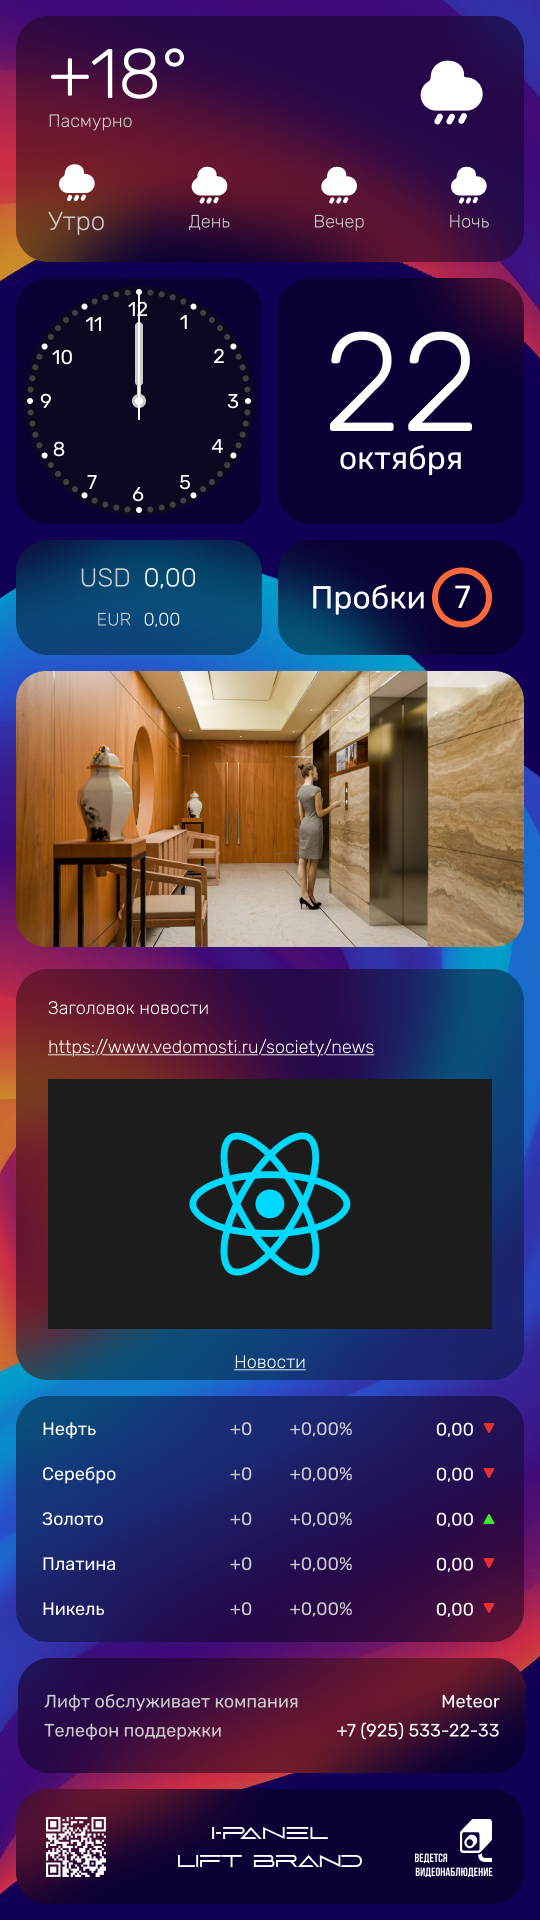 +18°
Пасмурно
Утро День Вечер Ночь
12
11 1
10 2
9 3
8 4
7 5
6
22
октября
USD 0,00
EUR 0,00
Пробки 7
Заголовок новости
https://www.vedomosti.ru/society/news
Новости
Нефть +0 +0,00% 0,00
Серебро +0 +0,00% 0,00
Золото +0 +0,00% 0,00
Платина +0 +0,00% 0,00
Никель +0 +0,00% 0,00
Лифт обслуживает компания Meteor
Телефон поддержки +7 (925) 533-22-33
I-PANEL
LIFT BRAND
ВЕДЕТСЯ
ВИДЕОНАБЛЮДЕНИЕ